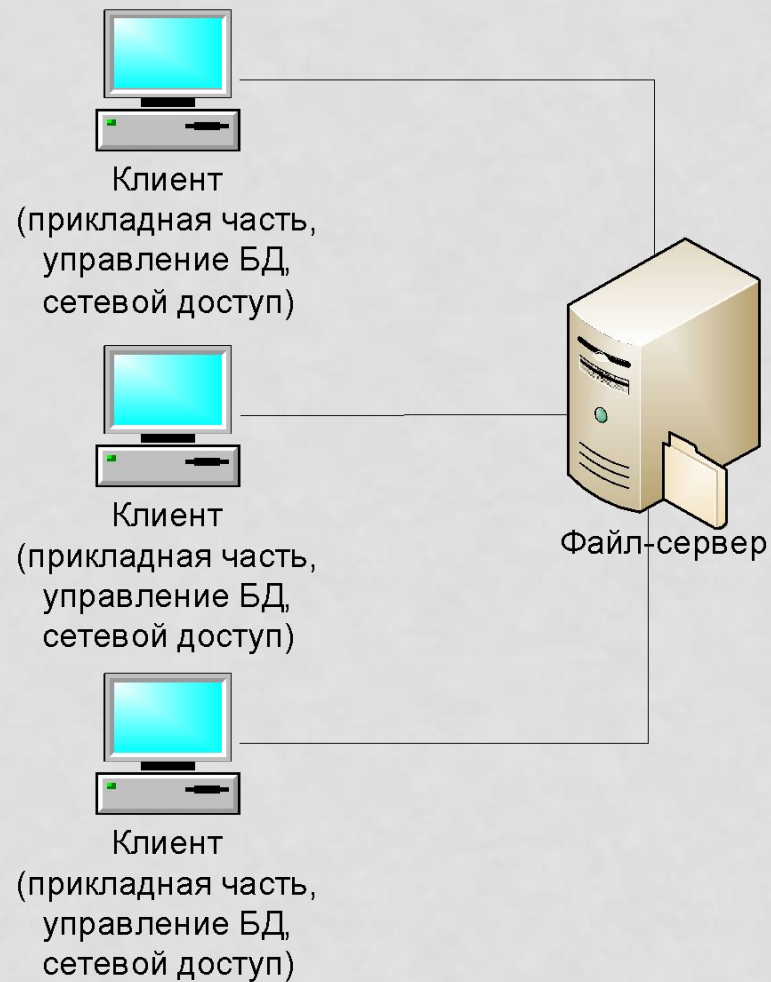 Клиент
(прикладная часть,
управление БД,
сетевой доступ)
Файл-сервер
Клиент
(прикладная часть,
управление БД,
сетевой доступ)
Клиент
(прикладная часть,
управление БД,
сетевой доступ)